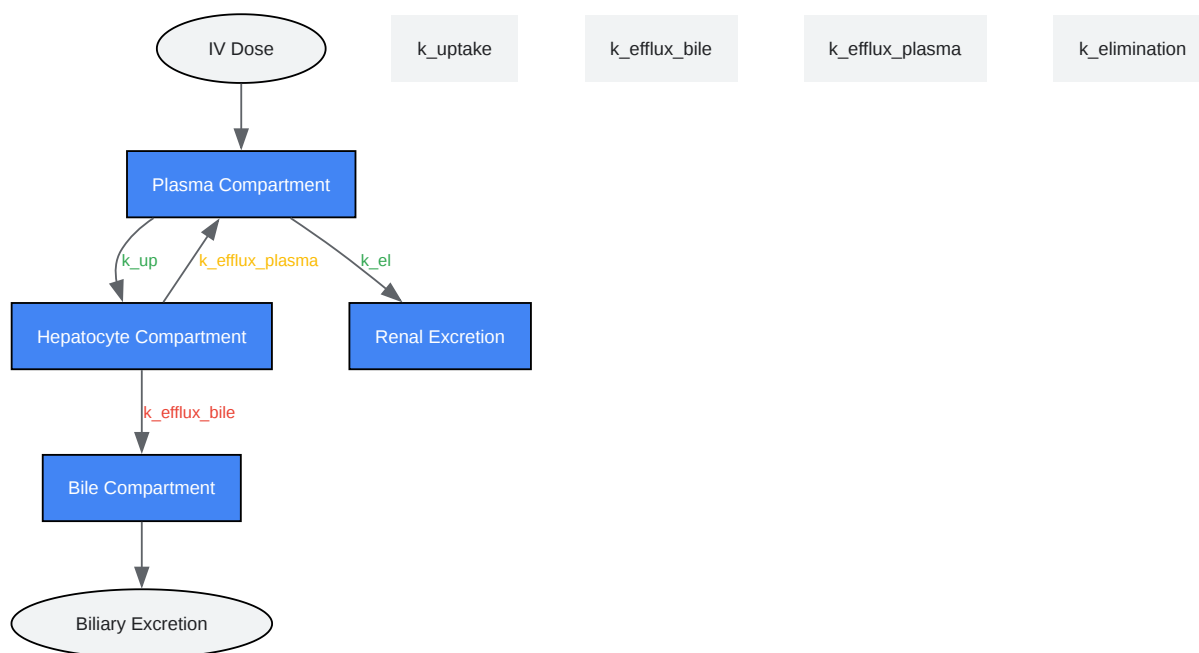 IV Dose
k_uptake
k_efflux_bile
k_efflux_plasma
k_elimination
Plasma Compartment
k_up
k_efflux_plasma
k_el
Hepatocyte Compartment
Renal Excretion
k_efflux_bile
Bile Compartment
Biliary Excretion